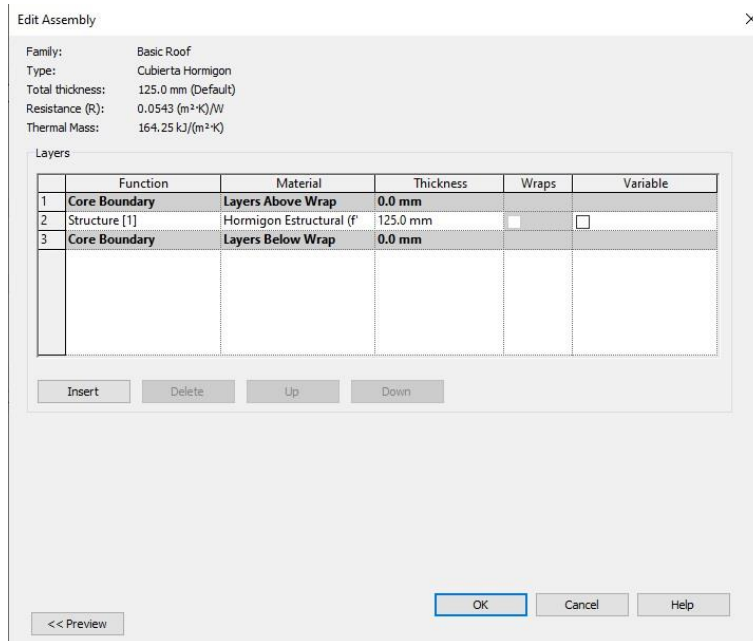 Edit Assembly
Family: Basic Roof
Type: Cubierta Hormigon
Total thickness: 125.0 mm (Default)
Resistance (R): 0.0543 (m²·K)/W
Thermal Mass: 164.25 kJ/(m²·K)
Layers
Function Material Thickness Wraps Variable
1 Core Boundary Layers Above Wrap 0.0 mm
2 Structure [1] Hormigon Estructural (f' 125.0 mm
3 Core Boundary Layers Below Wrap 0.0 mm
Insert Delete Up Down
OK Cancel Help
<< Preview